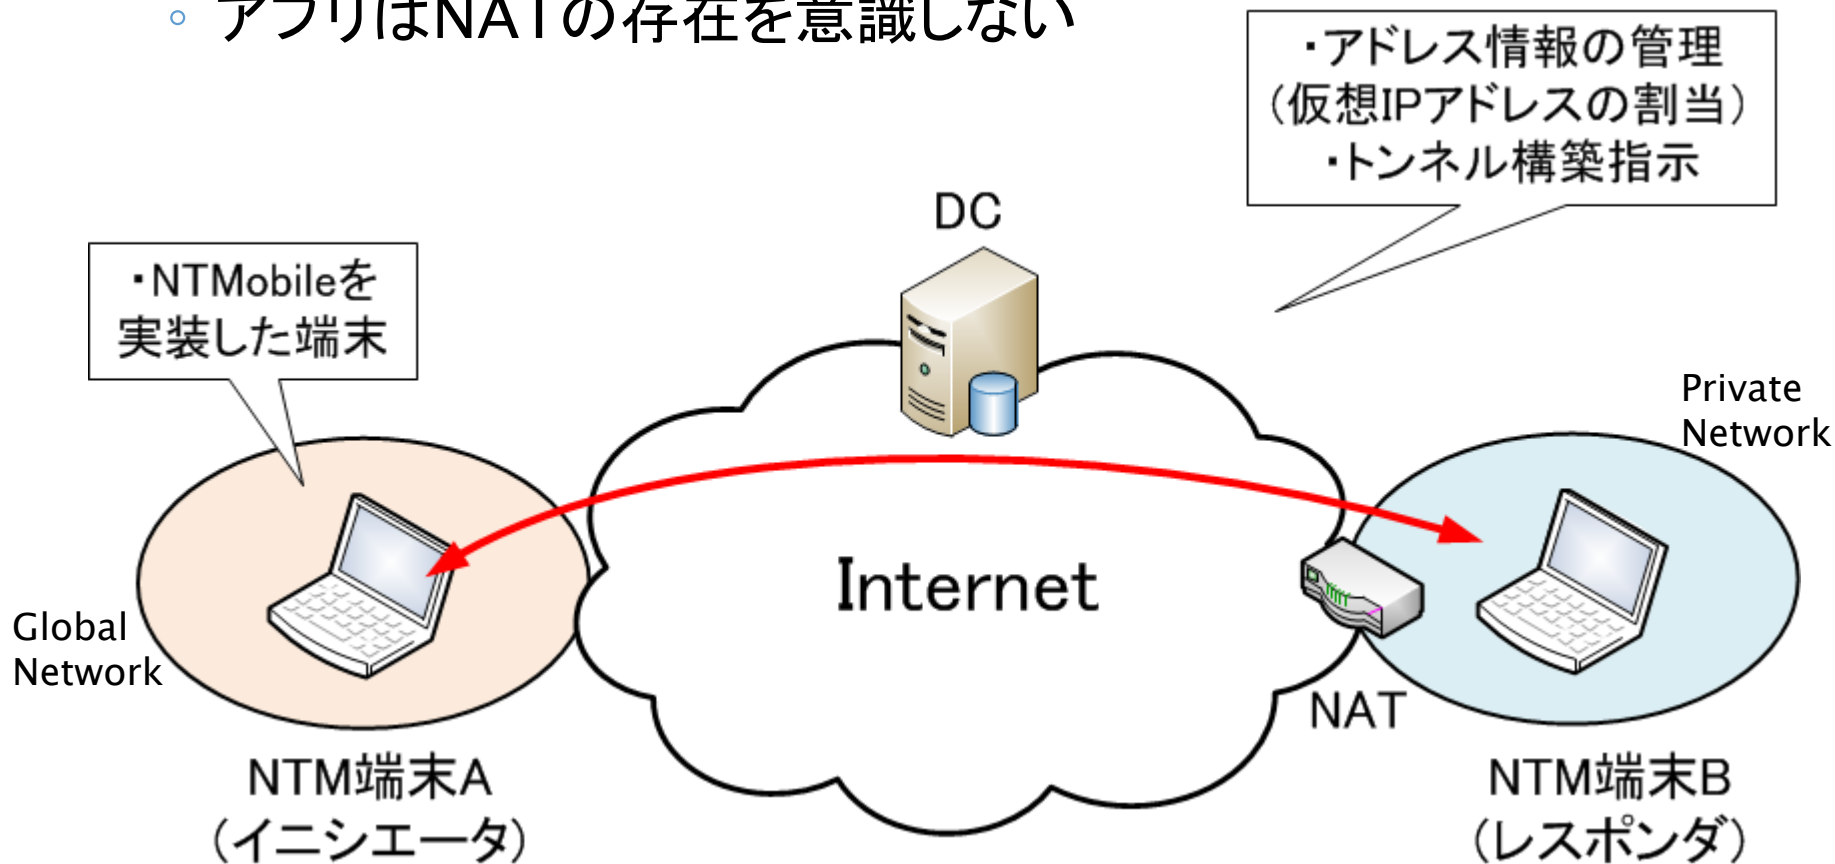 ◦ アプリはNATの存在を意識しない
・アドレス情報の管理
（仮想IPアドレスの割当）
・トンネル構築指示
DC
・NTMobileを
実装した端末
Private
Network
Internet
Global
Network
NAT
NTM端末A
（イニシエータ）
NTM端末B
（レスポンダ）